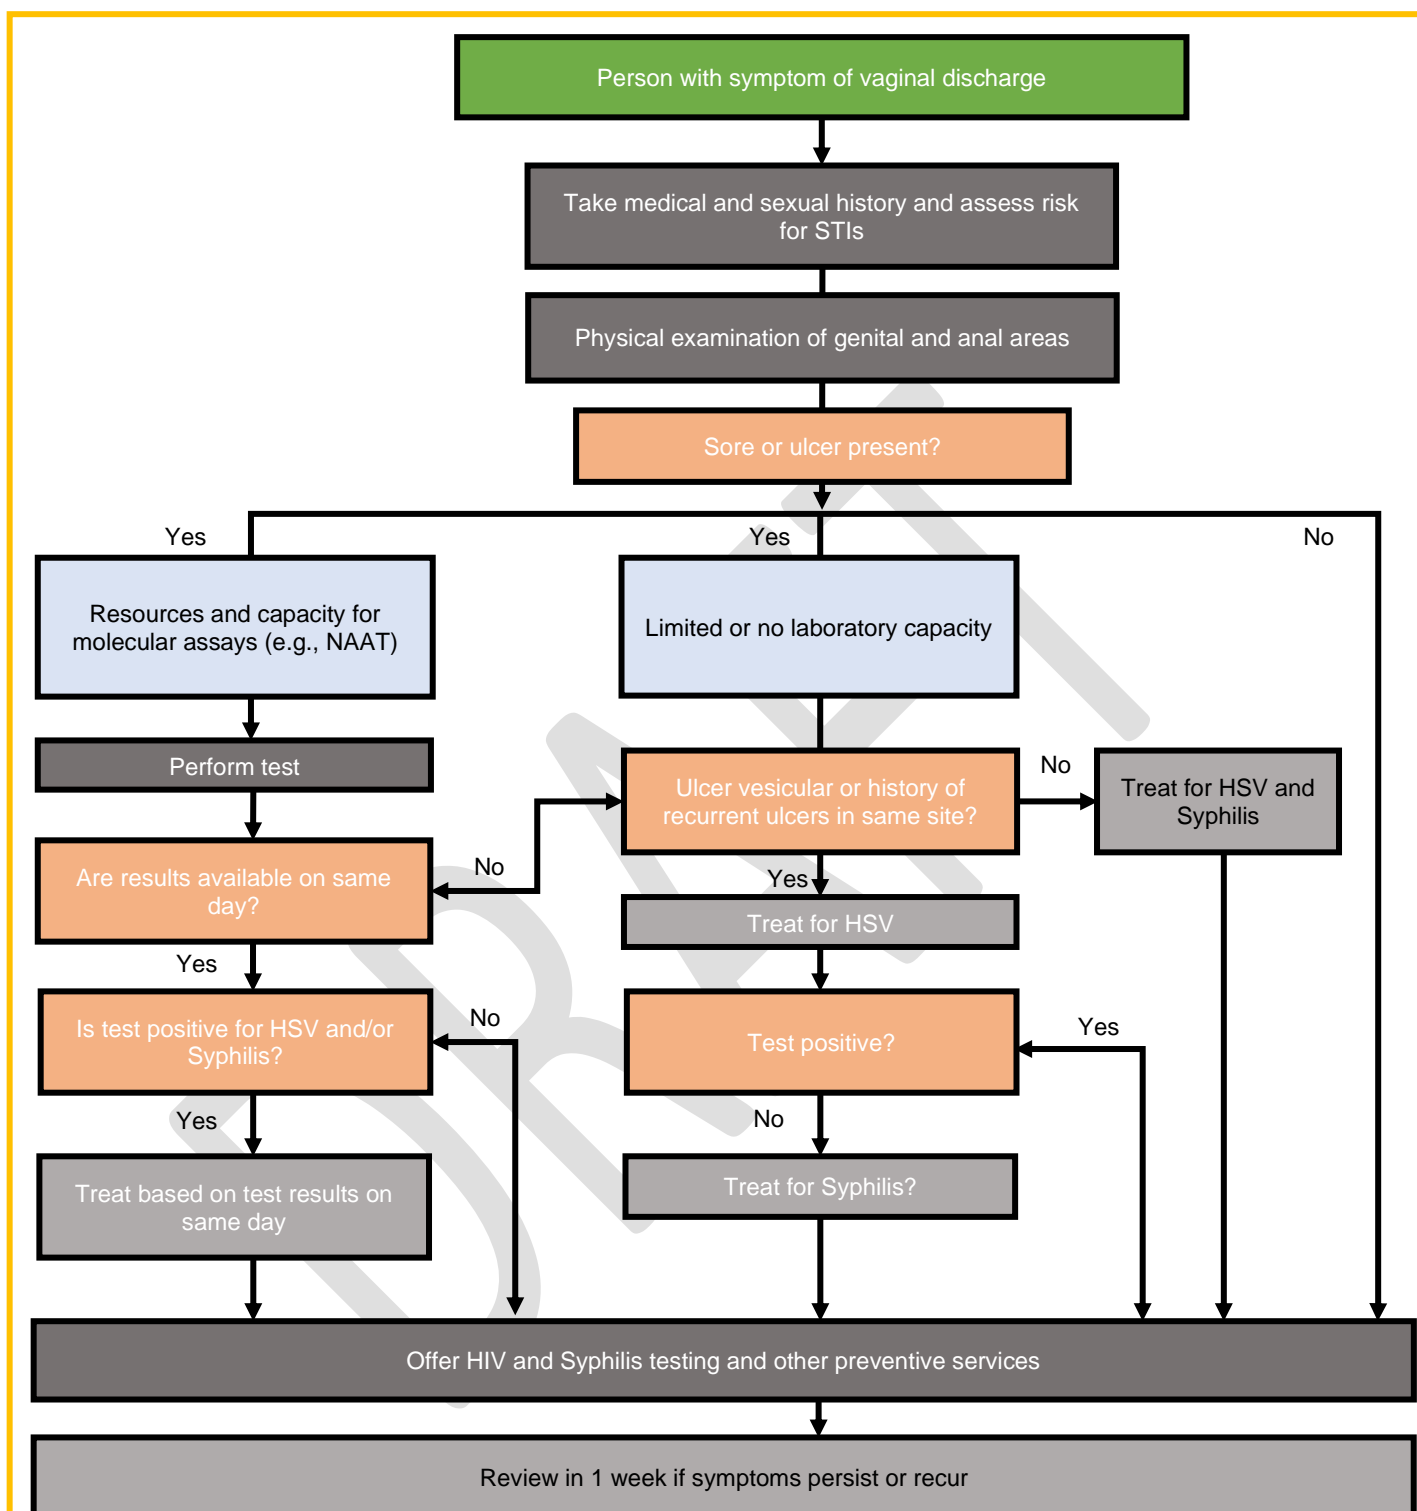 Person with symptom of vaginal discharge
Take medical and sexual history and assess risk
for STIs
Physical examination of genital and anal areas
Sore or ulcer present?
Yes
Yes
No
Resources and capacity for
molecular assays (e.g., NAAT)
Limited or no laboratory capacity
Perform test
Ulcer vesicular or history of
recurrent ulcers in same site?
No
Treat for HSV and
Syphilis
Are results available on same
day?
No
Yes
Treat for HSV
Yes
Is test positive for HSV and/or
Syphilis?
No
Test positive?
Yes
Yes
No
Treat based on test results on
same day
Treat for Syphilis?
Offer HIV and Syphilis testing and other preventive services
Review in 1 week if symptoms persist or recur
DRAFT